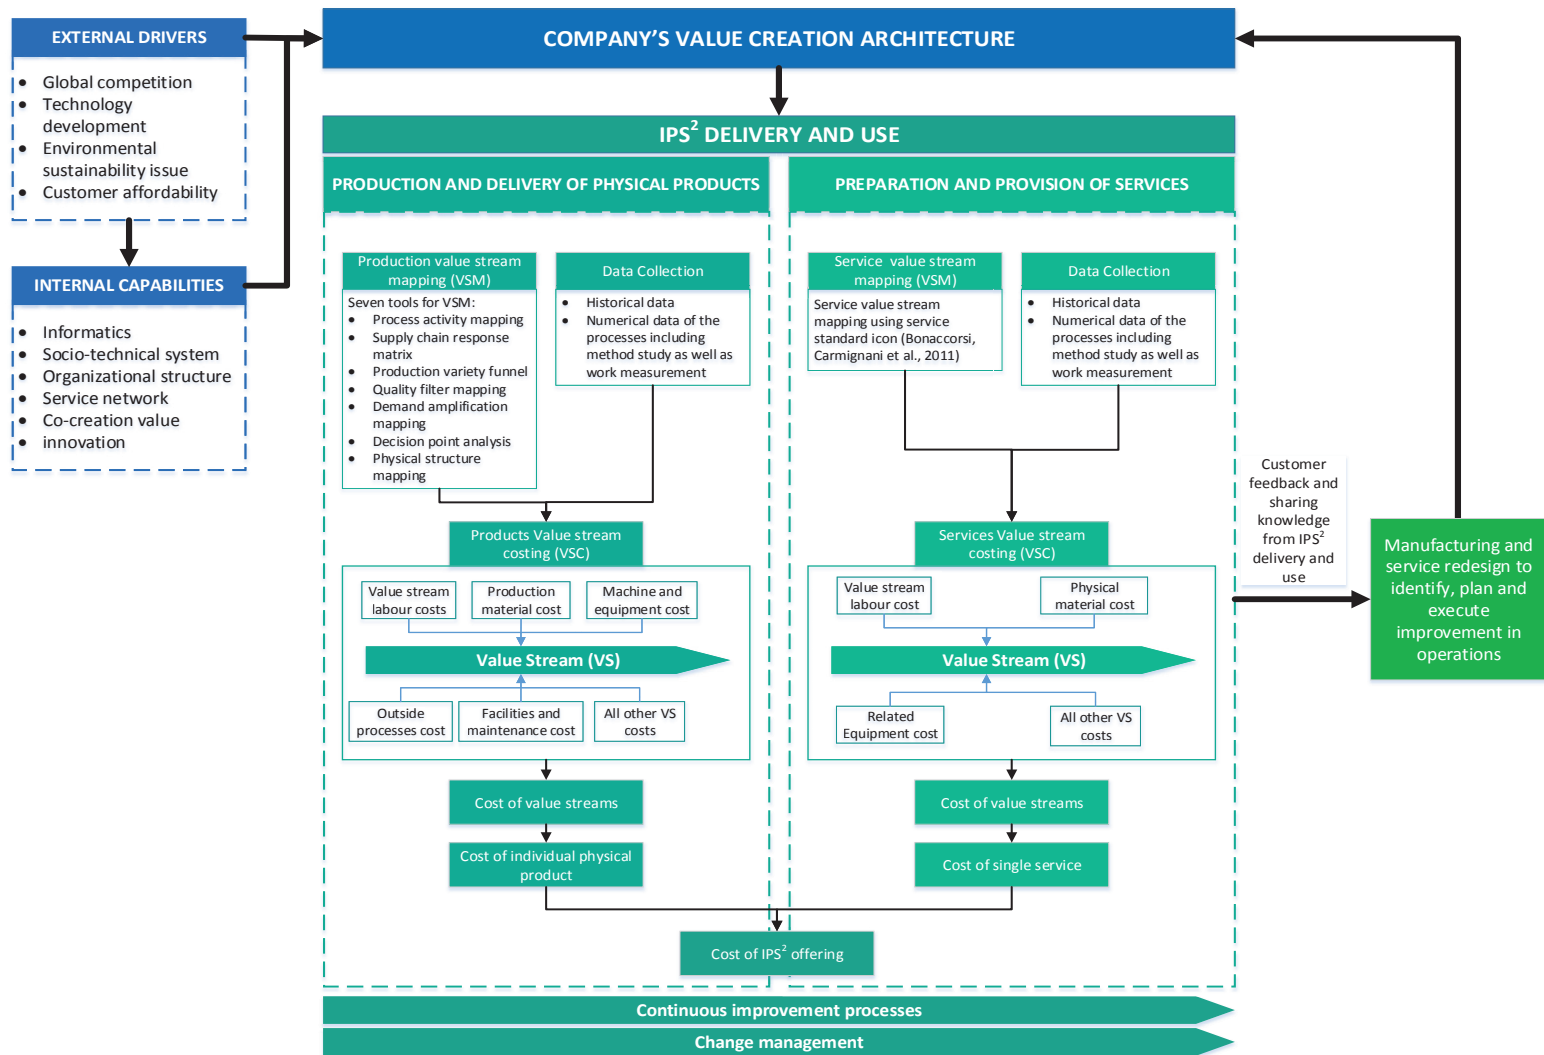 EXTERNAL DRIVERS
• Global competition
• Technology
development
• Environmental
sustainability issue
• Customer affordability
INTERNAL CAPABILITIES
• Informatics
• Socio-technical system
• Organizational structure
• Service network
• Co-creation value
• innovation
COMPANY’S VALUE CREATION ARCHITECTURE
IPS² DELIVERY AND USE
PRODUCTION AND DELIVERY OF PHYSICAL PRODUCTS
Production value stream
mapping (VSM)
Seven tools for VSM:
• Process activity mapping
• Supply chain response
matrix
• Production variety funnel
• Quality filter mapping
• Demand amplification
mapping
• Decision point analysis
• Physical structure
mapping
Data Collection
• Historical data
• Numerical data of the
processes including
method study as well as
work measurement
Products Value stream
costing (VSC)
Value stream
labour costs
Production
material cost
Machine and
equipment cost
Value Stream (VS)
Outside
processes cost
Facilities and
maintenance cost
All other VS
costs
Cost of value streams
Cost of individual physical
product
PREPARATION AND PROVISION OF SERVICES
Service value stream
mapping (VSM)
Service value stream
mapping using service
standard icon (Bonaccorsi,
Carmignani et al., 2011)
Data Collection
• Historical data
• Numerical data of the
processes including
method study as well as
work measurement
Services Value stream
costing (VSC)
Value stream
labour cost
Physical
material cost
Value Stream (VS)
Related
Equipment cost
All other VS
costs
Cost of value streams
Cost of single service
Cost of IPS² offering
Continuous improvement processes
Change management
Customer
feedback and
sharing
knowledge
from IPS²
delivery and
use
Manufacturing and
service redesign to
identify, plan and
execute
improvement in
operations